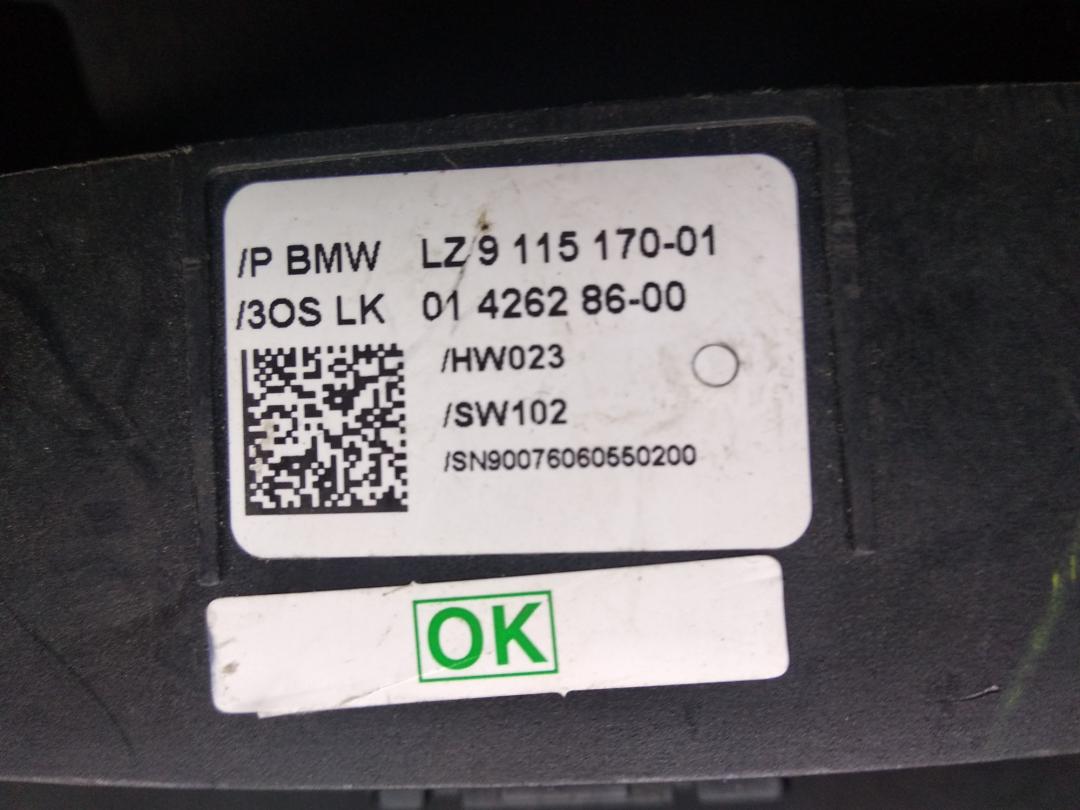 /P BMW LZ 9 115 170-01
/3OS LK 01 4262 86-00
/HW023
/SW102
/SN90076060550200
OK